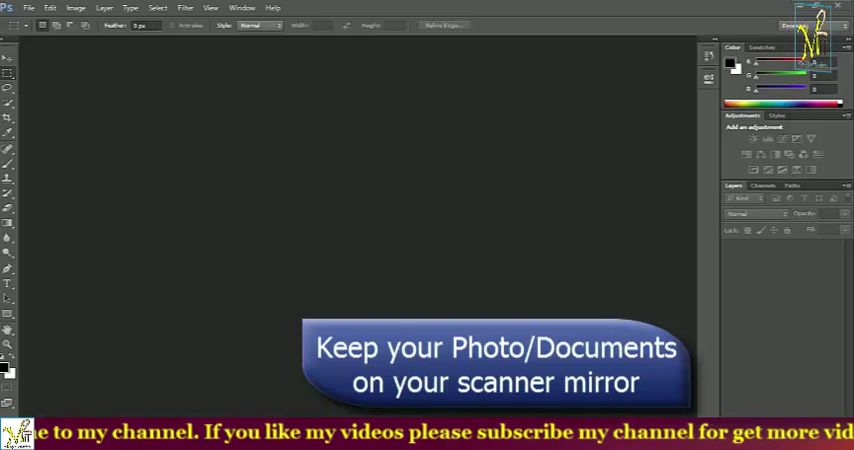 Ps File Edit Image Layer Type Select Filter View Window Help
Feather: 0 px Style: Normal Width: Height: Refine Edge...
Color Swatches
R 0
G 0
B 0
Adjustments Styles
Add an adjustment
Layers Channels Paths
Kind
Normal Opacity:
Lock: Fill:
Keep your Photo/Documents
on your scanner mirror
e to my channel. If you like my videos please subscribe my channel for get more vid